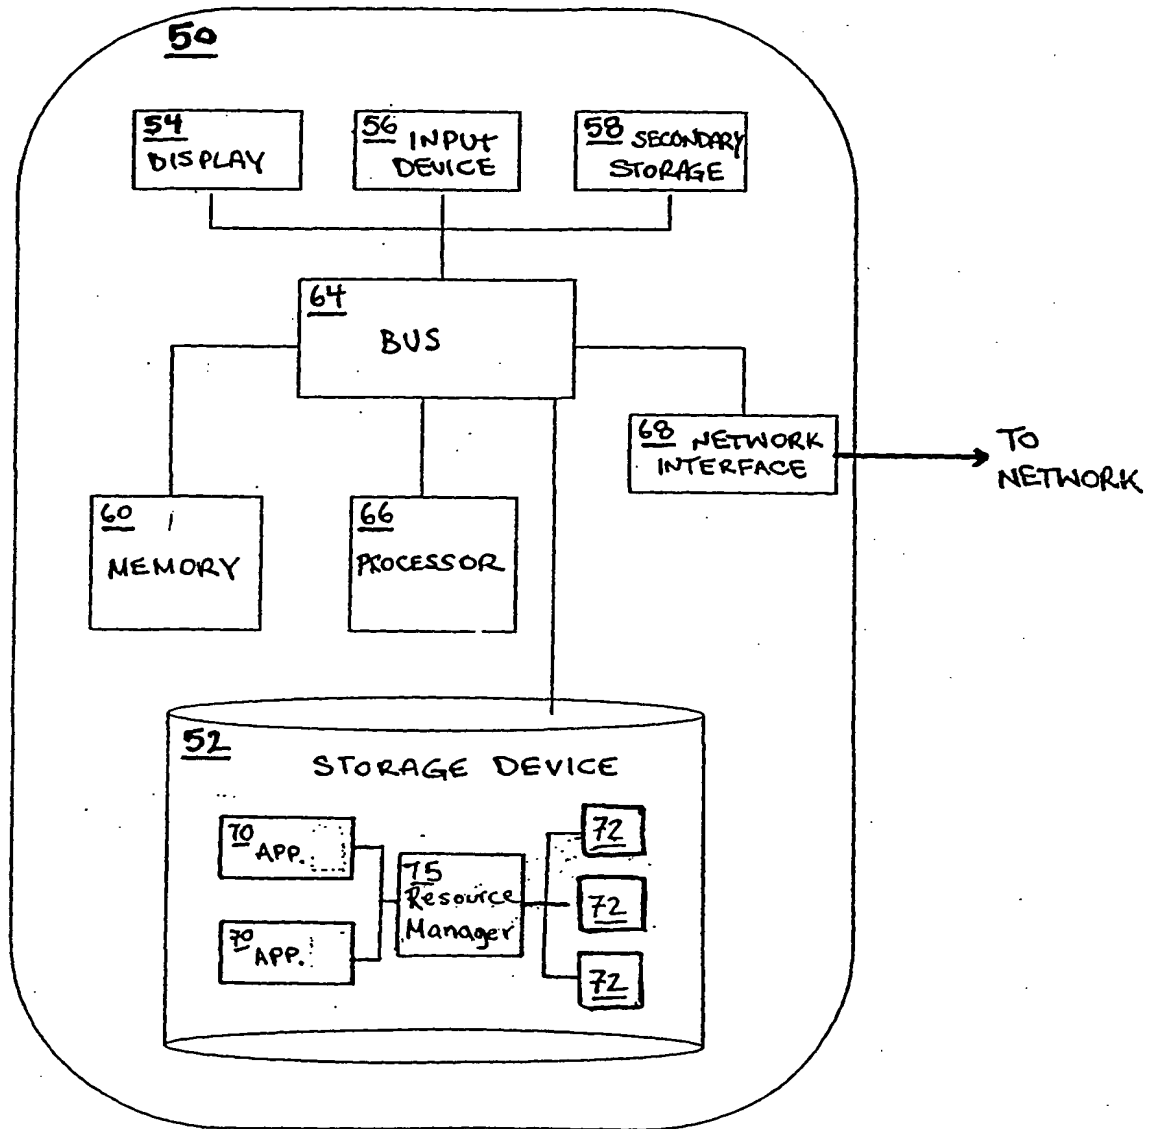 50
54
DISPLAY
56 INPUT
DEVICE
58 SECONDARY
STORAGE
64
BUS
68 NETWORK
INTERFACE
TO
NETWORK
60
MEMORY
66
PROCESSOR
52
STORAGE DEVICE
70 APP.
70 APP.
75
Resource
Manager
72
72
72